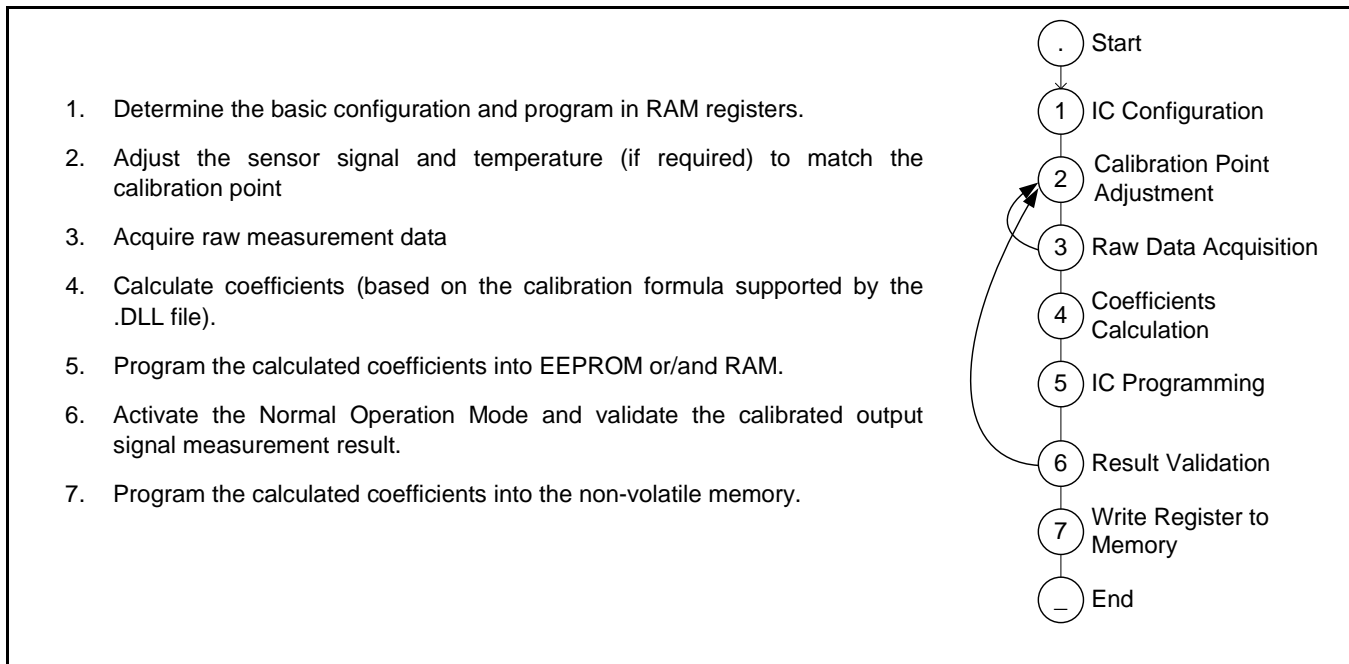 1. Determine the basic configuration and program in RAM registers.
2. Adjust the sensor signal and temperature (if required) to match the
calibration point
3. Acquire raw measurement data
4. Calculate coefficients (based on the calibration formula supported by the
.DLL file).
5. Program the calculated coefficients into EEPROM or/and RAM.
6. Activate the Normal Operation Mode and validate the calibrated output
signal measurement result.
7. Program the calculated coefficients into the non-volatile memory.
. Start
1 IC Configuration
2 Calibration Point
Adjustment
3 Raw Data Acquisition
4 Coefficients
Calculation
5 IC Programming
6 Result Validation
7 Write Register to
Memory
_ End